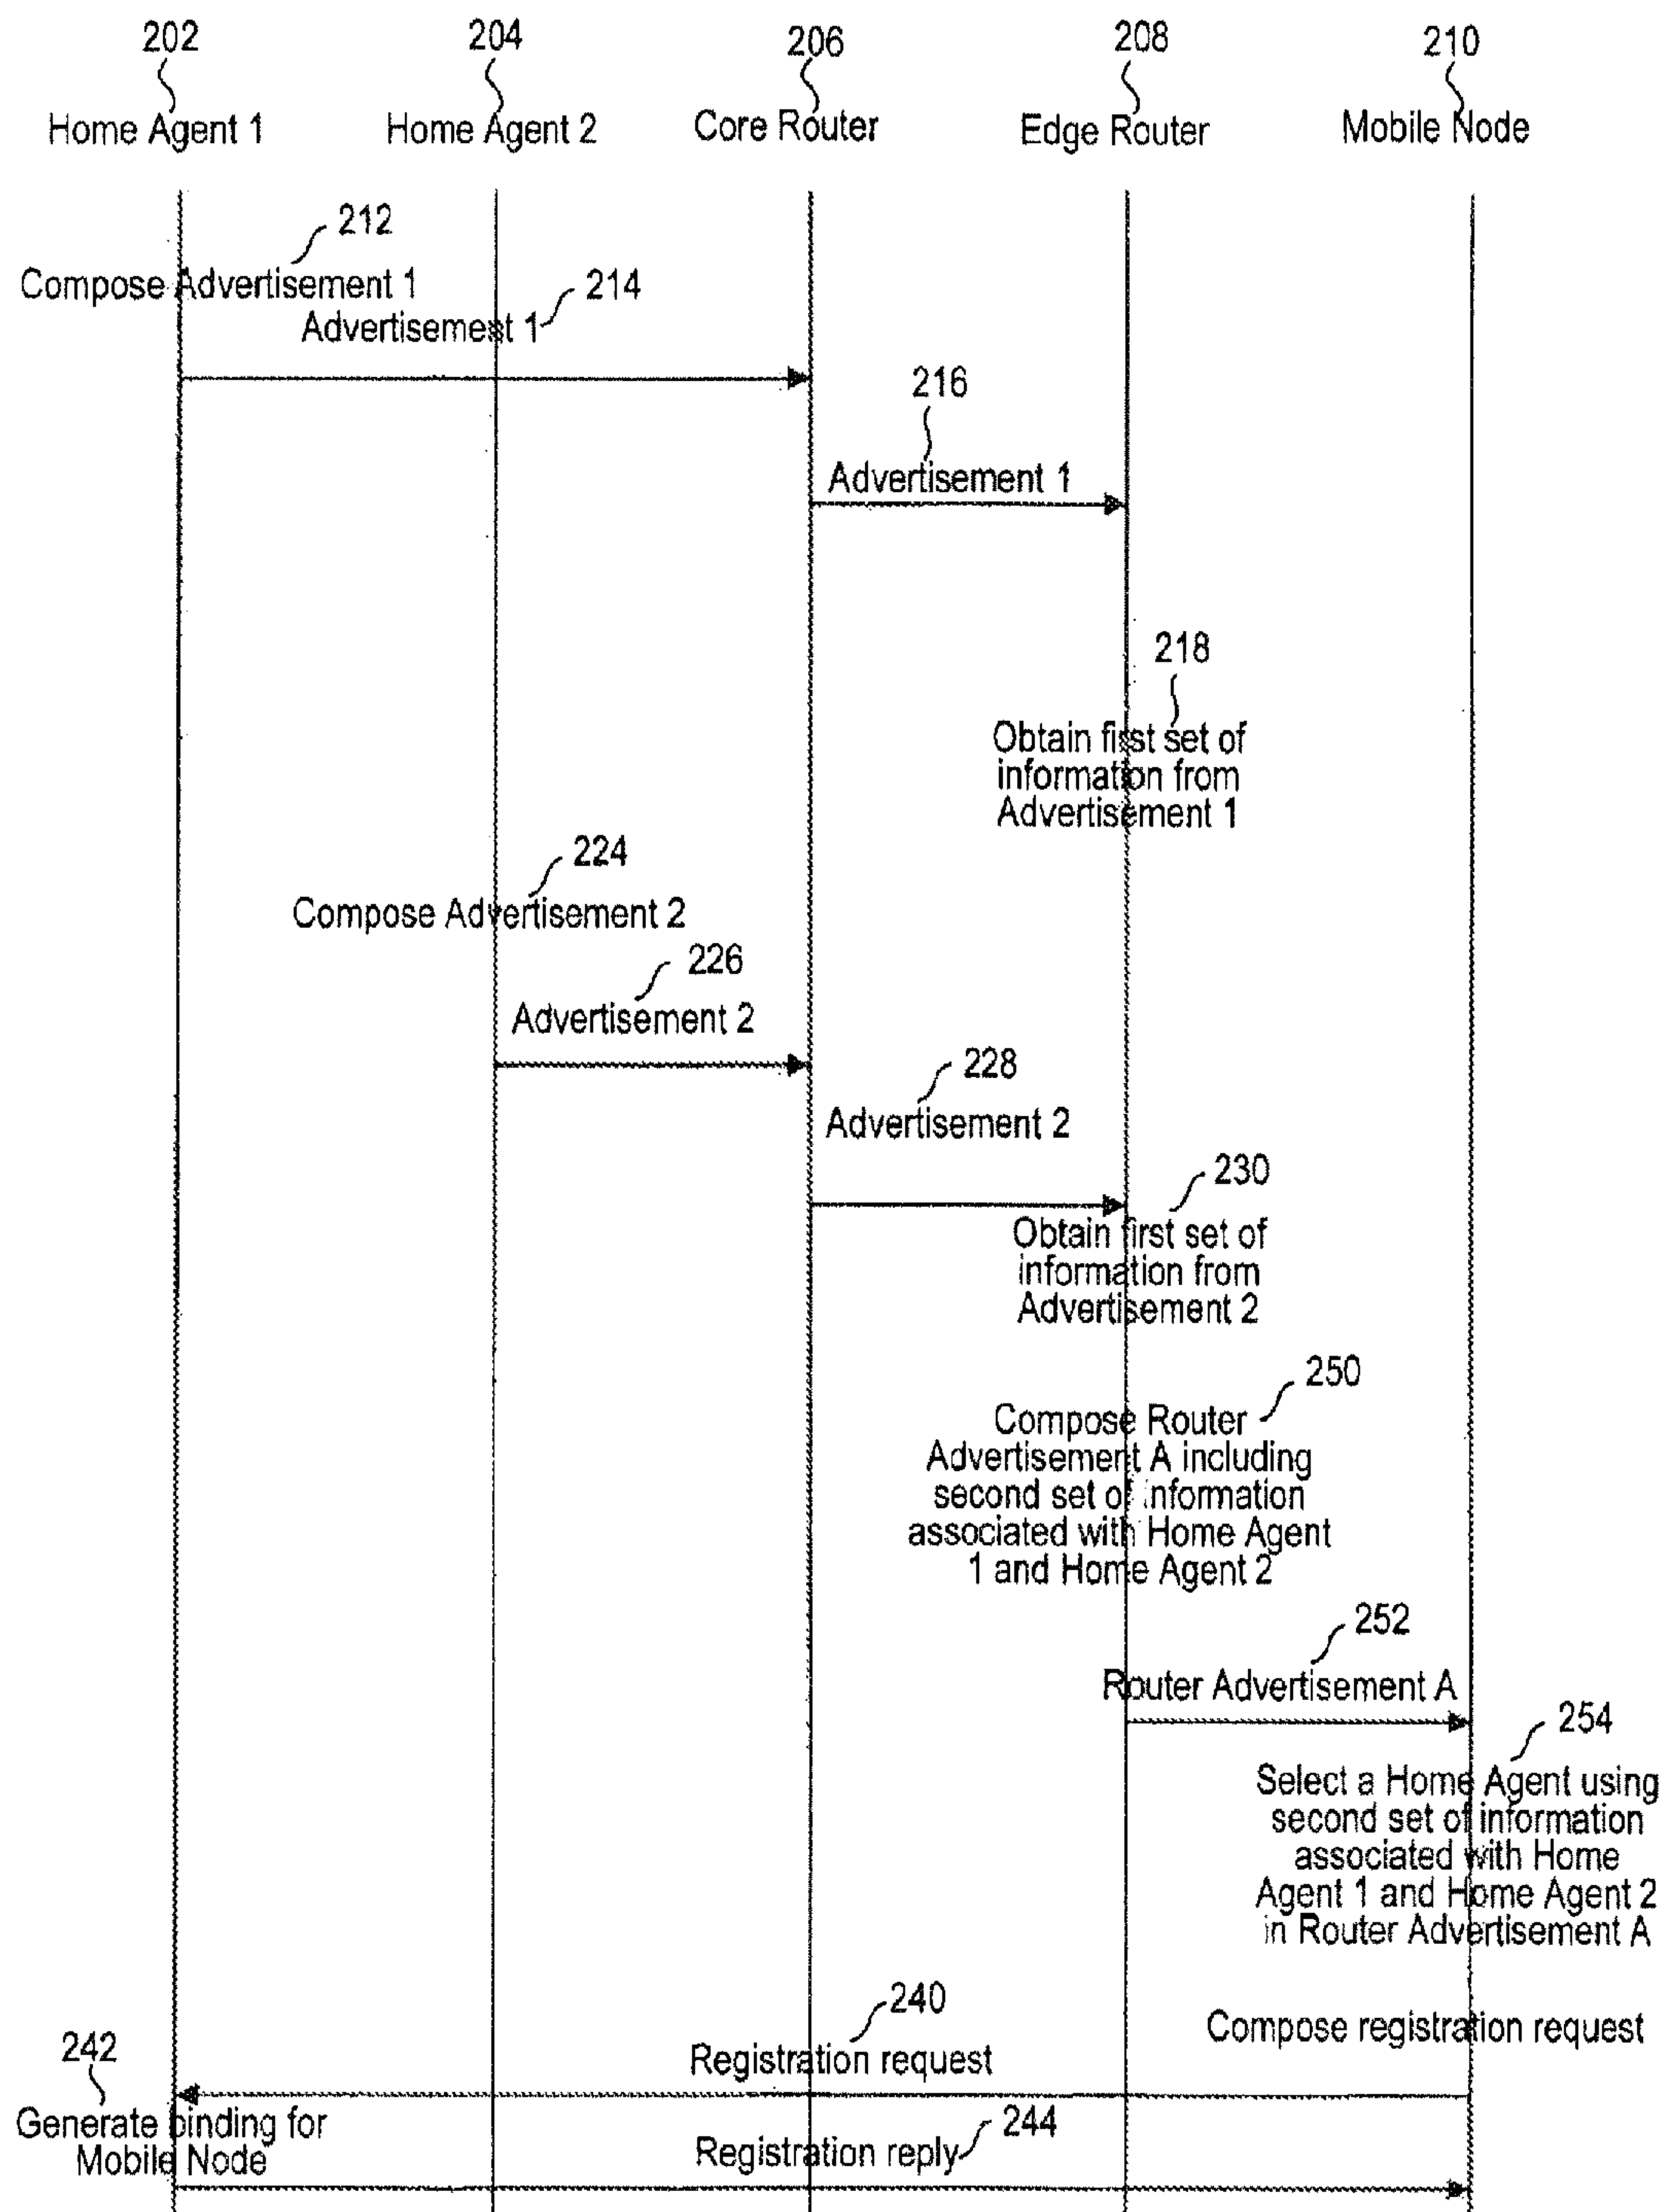 202
204
206
208
210
Home Agent 1
Home Agent 2
Core Router
Edge Router
Mobile Node
212
Compose Advertisement 1
214
Advertisement 1
216
Advertisement 1
218
Obtain first set of
information from
Advertisement 1
224
Compose Advertisement 2
226
Advertisement 2
228
Advertisement 2
230
Obtain first set of
information from
Advertisement 2
250
Compose Router
Advertisement A including
second set of information
associated with Home Agent
1 and Home Agent 2
252
Router Advertisement A
254
Select a Home Agent using
second set of information
associated with Home
Agent 1 and Home Agent 2
in Router Advertisement A
240
Compose registration request
Registration request
242
Generate binding for
Mobile Node
244
Registration reply